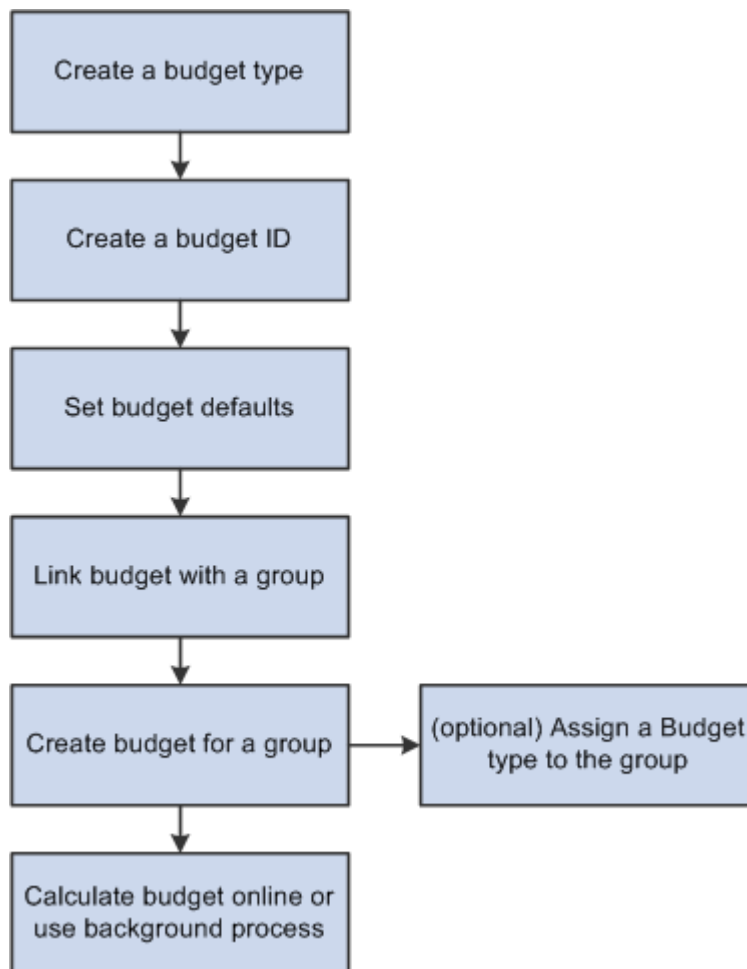 Create a budget type
Create a budget ID
Set budget defaults
Link budget with a group
Create budget for a group
(optional) Assign a Budget
type to the group
Calculate budget online or
use background process